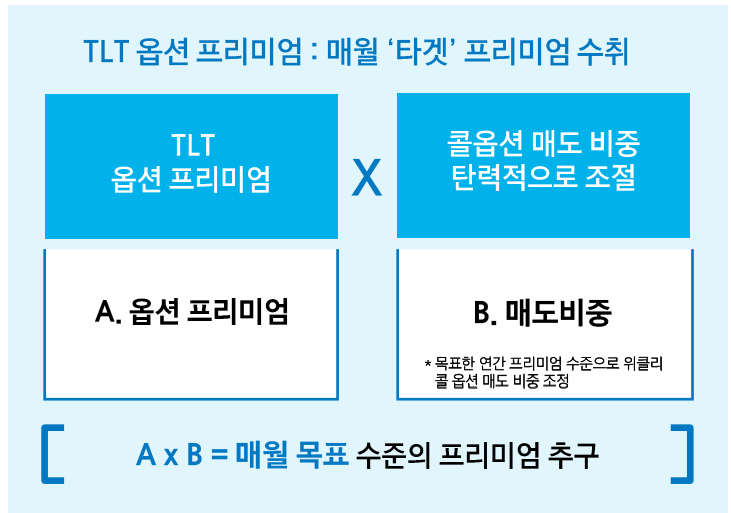 TLT 옵션 프리미엄 : 매월 ‘타겟’ 프리미엄 수취
TLT
옵션 프리미엄
X
콜옵션 매도 비중
탄력적으로 조절
A. 옵션 프리미엄
B. 매도비중
* 목표한 연간 프리미엄 수준으로 위클리
콜 옵션 매도 비중 조정
[ A x B = 매월 목표 수준의 프리미엄 추구 ]